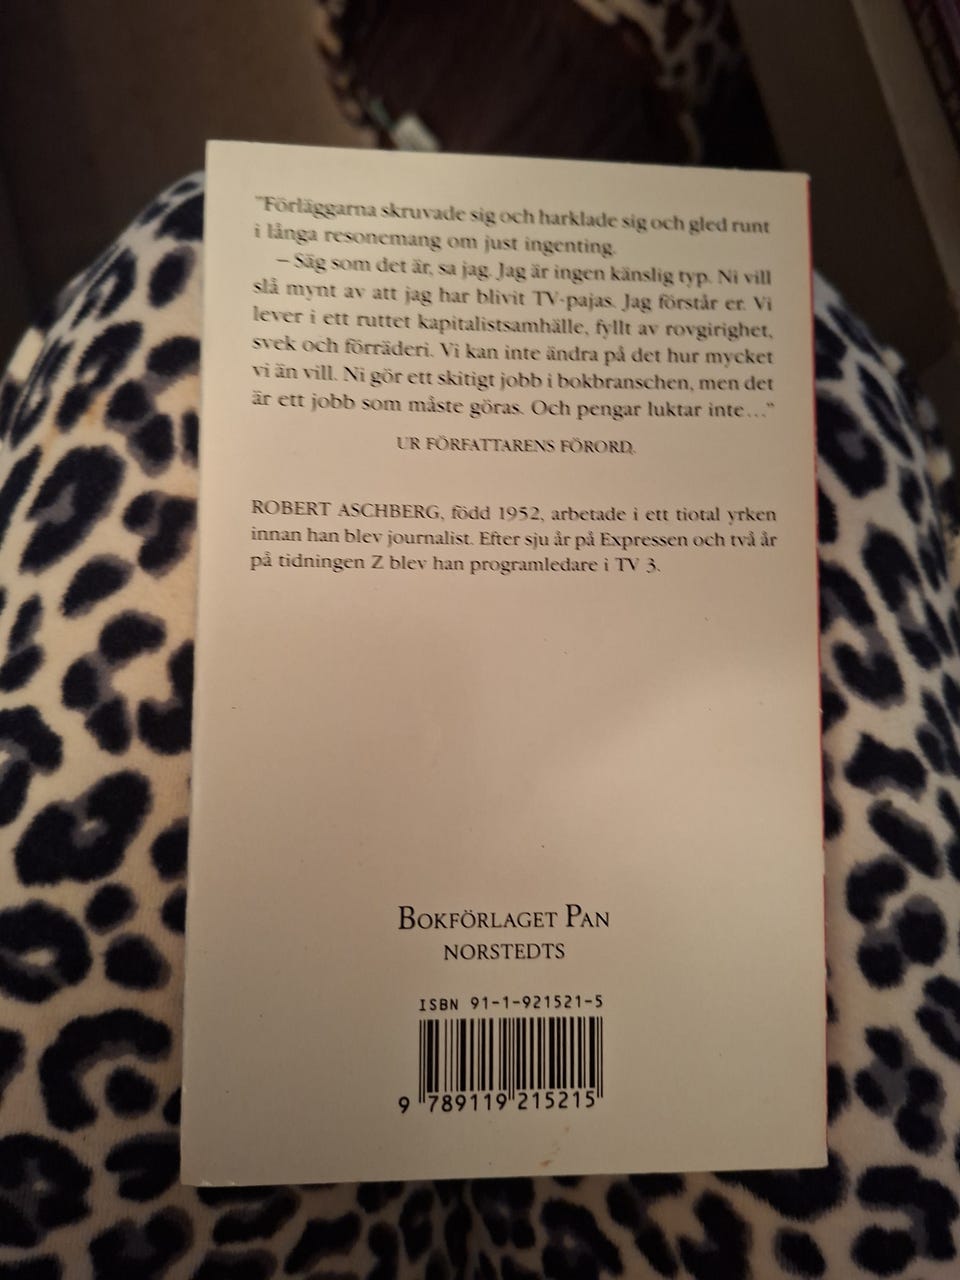 "Förläggarna skruvade sig och harklade sig och gled runt
i långa resonemang om just ingenting.
– Säg som det är, sa jag. Jag är ingen känslig typ. Ni vill
slå mynt av att jag har blivit TV-pajas. Jag förstår er. Vi
lever i ett ruttet kapitalistsamhälle, fyllt av rovgirighet,
svek och förräderi. Vi kan inte ändra på det hur mycket
vi än vill. Ni gör ett skitigt jobb i bokbranschen, men det
är ett jobb som måste göras. Och pengar luktar inte..."
UR FÖRFATTARENS FÖRORD.
ROBERT ASCHBERG, född 1952, arbetade i ett tiotal yrken
innan han blev journalist. Efter sju år på Expressen och två år
på tidningen Z blev han programledare i TV 3.
BOKFÖRLAGET PAN
NORSTEDTS
ISBN 91-1-921521-5
9 789119 215215